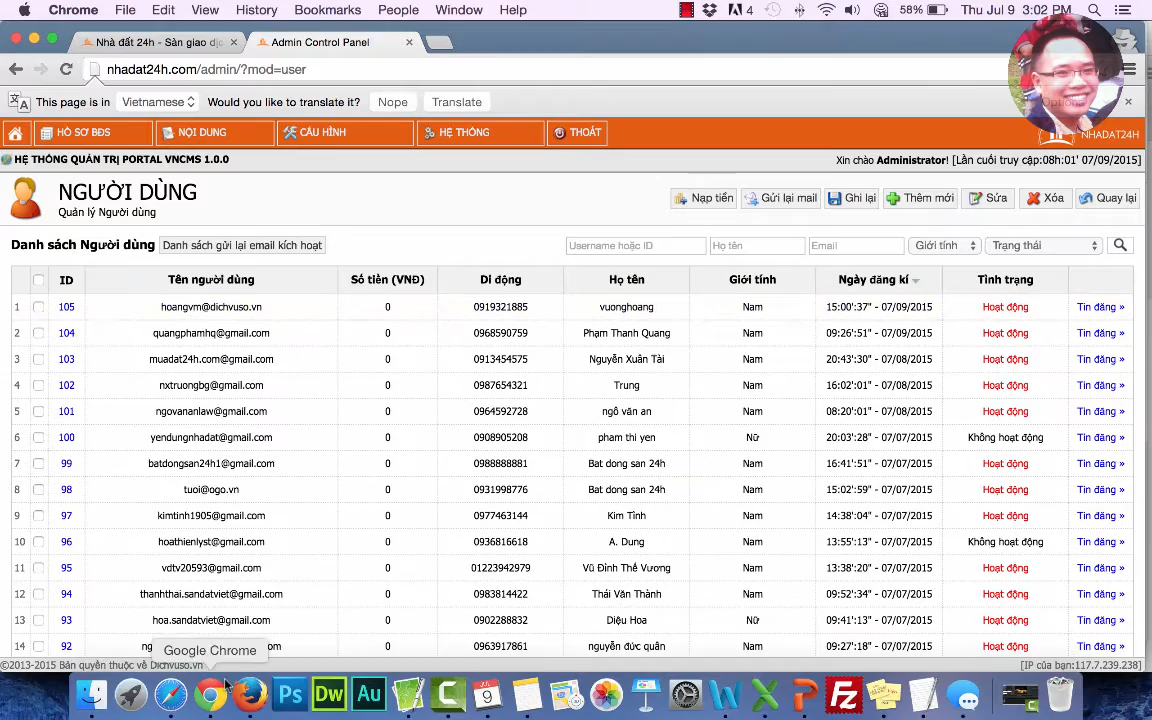 Chrome File Edit View History Bookmarks People Window Help 4 58% Thu Jul 9 3:02 PM
Nhà đất 24h - Sàn giao dịc Admin Control Panel
nhadat24h.com/admin/?mod=user
This page is in Vietnamese Would you like to translate it? Nope Translate
HỒ SƠ BĐS NỘI DUNG CẤU HÌNH HỆ THỐNG THOÁT NHADAT24H
HỆ THỐNG QUẢN TRỊ PORTAL VNCMS 1.0.0 Xin chào Administrator! [Lần cuối truy cập:08h:01' 07/09/2015]
NGƯỜI DÙNG
Quản lý Người dùng
Nạp tiền Gửi lại mail Ghi lại Thêm mới Sửa Xóa Quay lại
Danh sách Người dùng Danh sách gửi lại email kích hoạt Username hoặc ID Họ tên Email Giới tính Trạng thái
ID Tên người dùng Số tiền (VNĐ) Di động Họ tên Giới tính Ngày đăng kí Tình trạng
1 105 hoangvm@dichvuso.vn 0 0919321885 vuonghoang Nam 15:00':37" - 07/09/2015 Hoạt động Tin đăng »
2 104 quangphamhq@gmail.com 0 0968590759 Phạm Thanh Quang Nam 09:26':51" - 07/09/2015 Hoạt động Tin đăng »
3 103 muadat24h.com@gmail.com 0 0913454575 Nguyễn Xuân Tài Nam 20:43':30" - 07/08/2015 Hoạt động Tin đăng »
4 102 nxtruongbg@gmail.com 0 0987654321 Trung Nam 16:02':01" - 07/08/2015 Hoạt động Tin đăng »
5 101 ngovananlaw@gmail.com 0 0964592728 ngô văn an Nam 08:20':01" - 07/08/2015 Hoạt động Tin đăng »
6 100 yendungnhadat@gmail.com 0 0908905208 pham thi yen Nữ 20:03':28" - 07/07/2015 Không hoạt động Tin đăng »
7 99 batdongsan24h1@gmail.com 0 0988888881 Bat dong san 24h Nam 16:41':51" - 07/07/2015 Hoạt động Tin đăng »
8 98 tuoi@ogo.vn 0 0931998776 Bat dong san 24h Nam 15:02':59" - 07/07/2015 Hoạt động Tin đăng »
9 97 kimtinh1905@gmail.com 0 0977463144 Kim Tỉnh Nam 14:38':04" - 07/07/2015 Hoạt động Tin đăng »
10 96 hoathienlyst@gmail.com 0 0936816618 A. Dung Nam 13:55':13" - 07/07/2015 Không hoạt động Tin đăng »
11 95 vdtv20593@gmail.com 0 01223942979 Vũ Đình Thế Vương Nam 13:38':20" - 07/07/2015 Hoạt động Tin đăng »
12 94 thanhthai.sandatviet@gmail.com 0 0983814422 Thái Văn Thành Nam 09:52':34" - 07/07/2015 Hoạt động Tin đăng »
13 93 hoa.sandatviet@gmail.com 0 0902288832 Diệu Hoa Nữ 09:41':13" - 07/07/2015 Hoạt động Tin đăng »
14 92 0 0963917861 nguyễn đức quân Nam 09:27':18" - 07/07/2015 Hoạt động Tin đăng »
Google Chrome
©2013-2015 Bản quyền thuộc về Dichvuso.vn [IP của bạn:117.7.239.238]
Ps Dw Au 9 W X P Fz